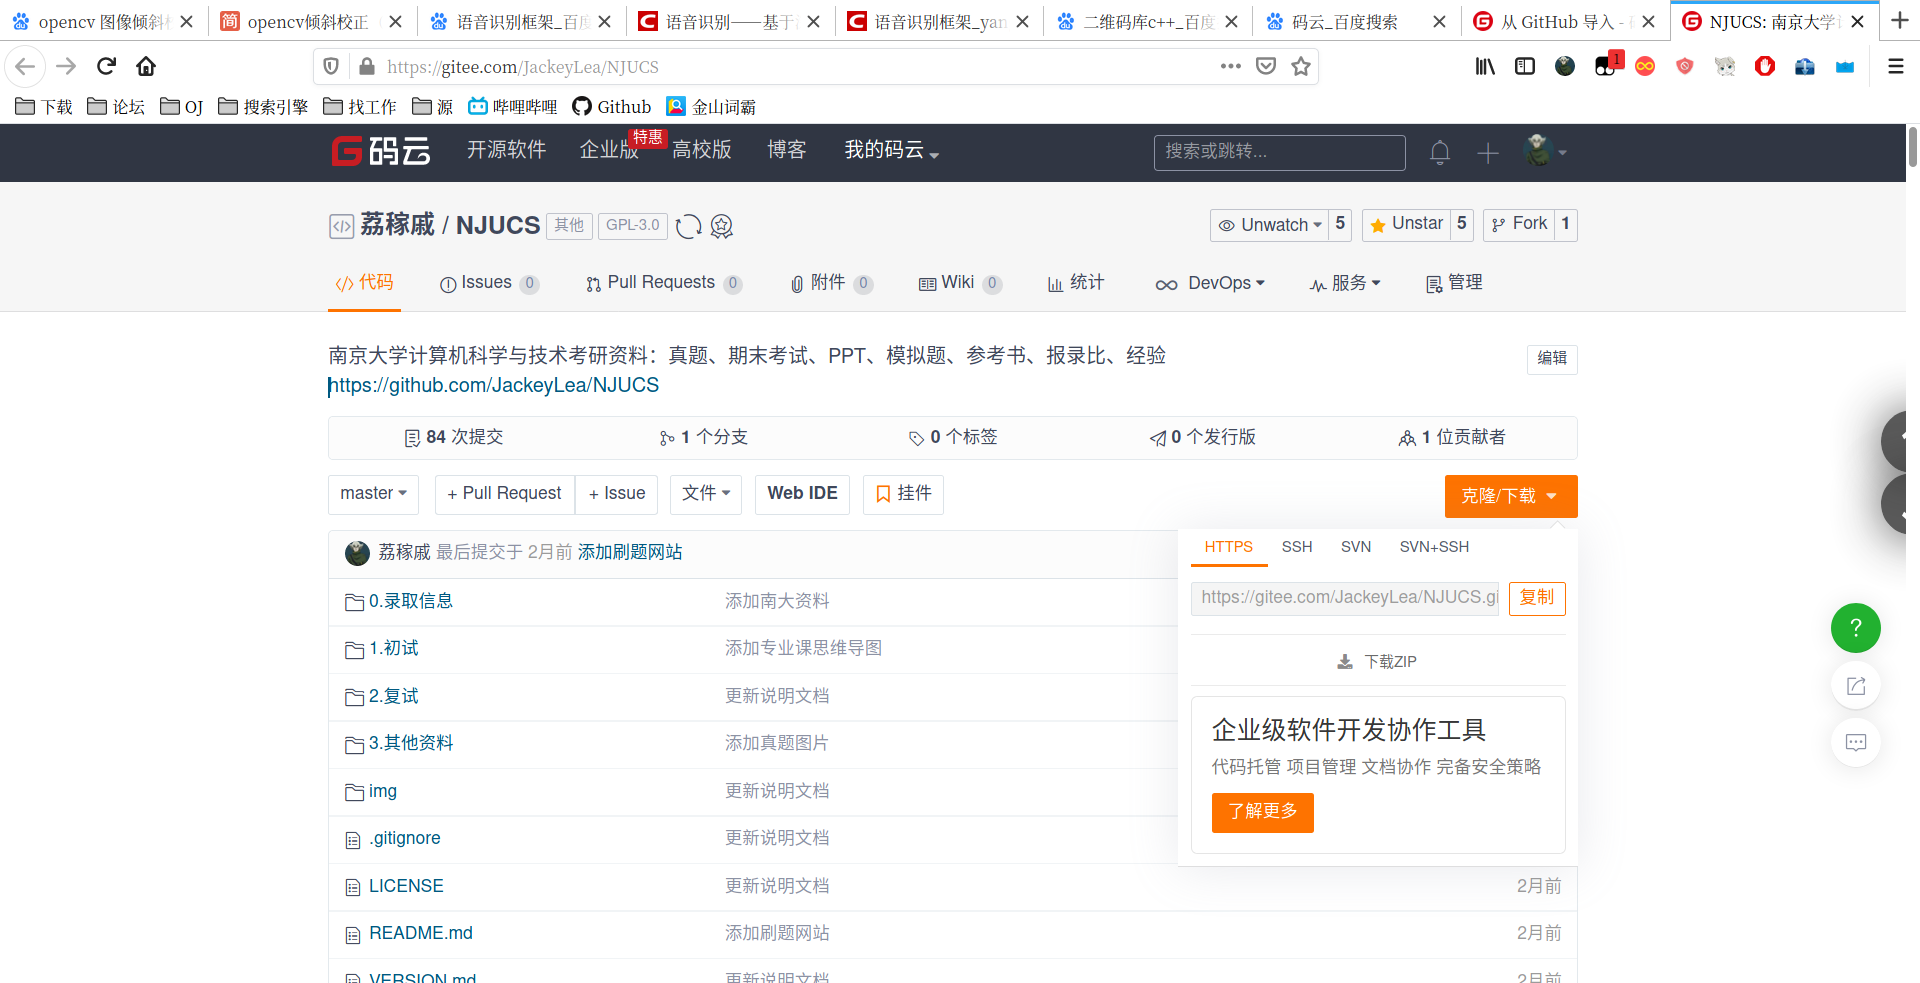 opencv 图像倾斜
opencv倾斜校正
语音识别框架_百度
语音识别——基于
语音识别框架_yan
二维码库c++_百度
码云_百度搜索
从 GitHub 导入 -
NJUCS: 南京大学
https://gitee.com/JackeyLea/NJUCS
1
下载 论坛 OJ 搜索引擎 找工作 源 哔哩哔哩 Github 金山词霸
码云 开源软件 企业版 特惠 高校版 博客 我的码云 搜索或跳转...
荔稼戚 / NJUCS 其他 GPL-3.0 Unwatch 5 Unstar 5 Fork 1
代码 Issues 0 Pull Requests 0 附件 0 Wiki 0 统计 DevOps 服务 管理
南京大学计算机科学与技术考研资料：真题、期末考试、PPT、模拟题、参考书、报录比、经验
编辑
https://github.com/JackeyLea/NJUCS
84 次提交 1 个分支 0 个标签 0 个发行版 1 位贡献者
master + Pull Request + Issue 文件 Web IDE 挂件 克隆/下载
荔稼戚 最后提交于 2月前 添加刷题网站
HTTPS SSH SVN SVN+SSH
https://gitee.com/JackeyLea/NJUCS.gi 复制
下载ZIP
企业级软件开发协作工具
代码托管 项目管理 文档协作 完备安全策略
了解更多
0.录取信息 添加南大资料
1.初试 添加专业课思维导图
2.复试 更新说明文档
3.其他资料 添加真题图片
img 更新说明文档
.gitignore 更新说明文档
LICENSE 更新说明文档 2月前
README.md 添加刷题网站 2月前
VERSION.md 更新说明文档 2月前
?